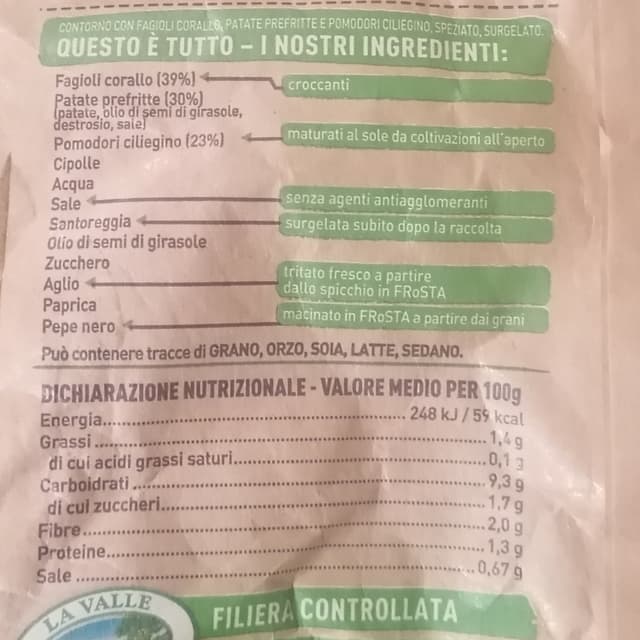 CONTORNO CON FAGIOLI CORALLO, PATATE PREFRITTE E POMODORI CILIEGINO, SPEZIATO, SURGELATO.
QUESTO È TUTTO – I NOSTRI INGREDIENTI:
Fagioli corallo (39%)
croccanti
Patate prefritte (30%)
(patate, olio di semi di girasole,
destrosio, sale)
Pomodori ciliegino (23%)
maturati al sole da coltivazioni all'aperto
Cipolle
Acqua
Sale
senza agenti antiagglomeranti
Santoreggia
surgelata subito dopo la raccolta
Olio di semi di girasole
Zucchero
Aglio
tritato fresco a partire
dallo spicchio in FRoSTA
Paprica
Pepe nero
macinato in FRoSTA a partire dai grani
Può contenere tracce di GRANO, ORZO, SOIA, LATTE, SEDANO.
DICHIARAZIONE NUTRIZIONALE - VALORE MEDIO PER 100g
Energia.......... 248 kJ / 59 kcal
Grassi.......... 1,4 g
di cui acidi grassi saturi.......... 0,1 g
Carboidrati.......... 9,3 g
di cui zuccheri.......... 1,7 g
Fibre.......... 2,0 g
Proteine.......... 1,3 g
Sale.......... 0,67 g
LA VALLE
FILIERA CONTROLLATA